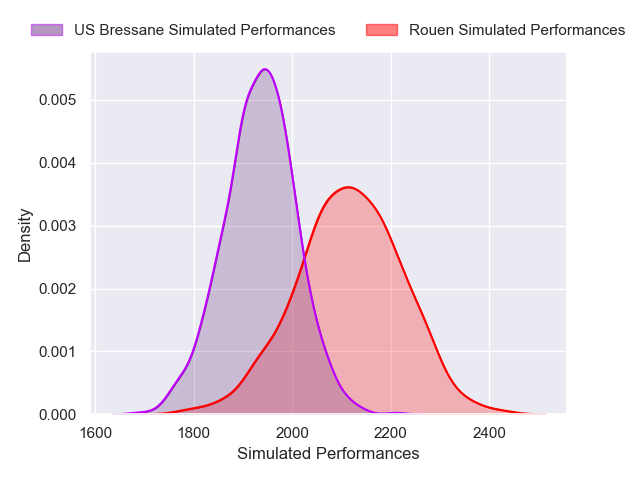 US Bressane Simulated Performances
Rouen Simulated Performances
0.005
0.004
0.003
0.002
0.001
0.000
Density
1600 1800 2000 2200 2400
Simulated Performances